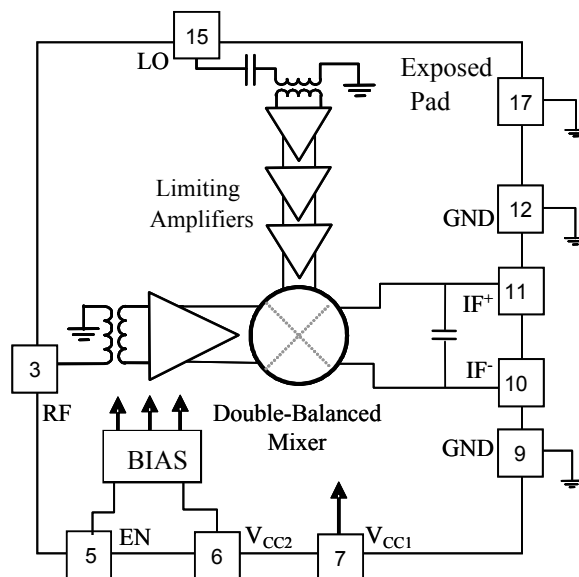 15
LO
Exposed
Pad
17
Limiting
Amplifiers
12
GND
11
IF+
3
RF
IF-
10
Double-Balanced
Mixer
GND
9
BIAS
EN
5
6
VCC2
7
VCC1